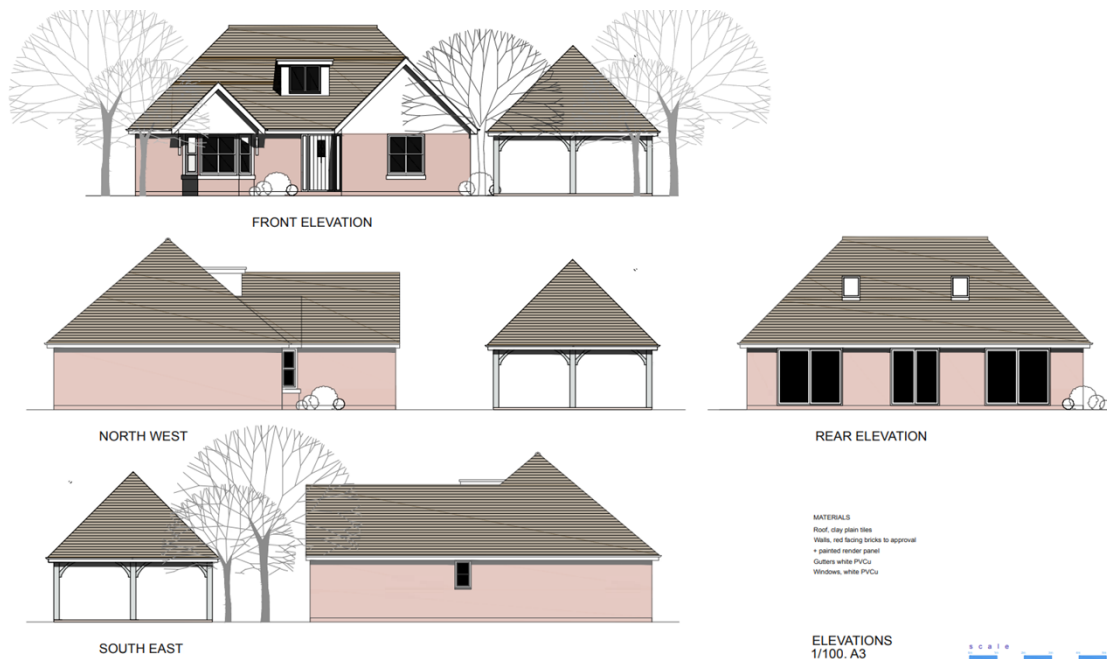 FRONT ELEVATION
NORTH WEST
REAR ELEVATION
SOUTH EAST
MATERIALS
Roof, clay plain tiles
Walls, red facing bricks to approval
+ painted render panel
Gutters white PVCu
Windows, white PVCu
ELEVATIONS
1/100. A3
scale